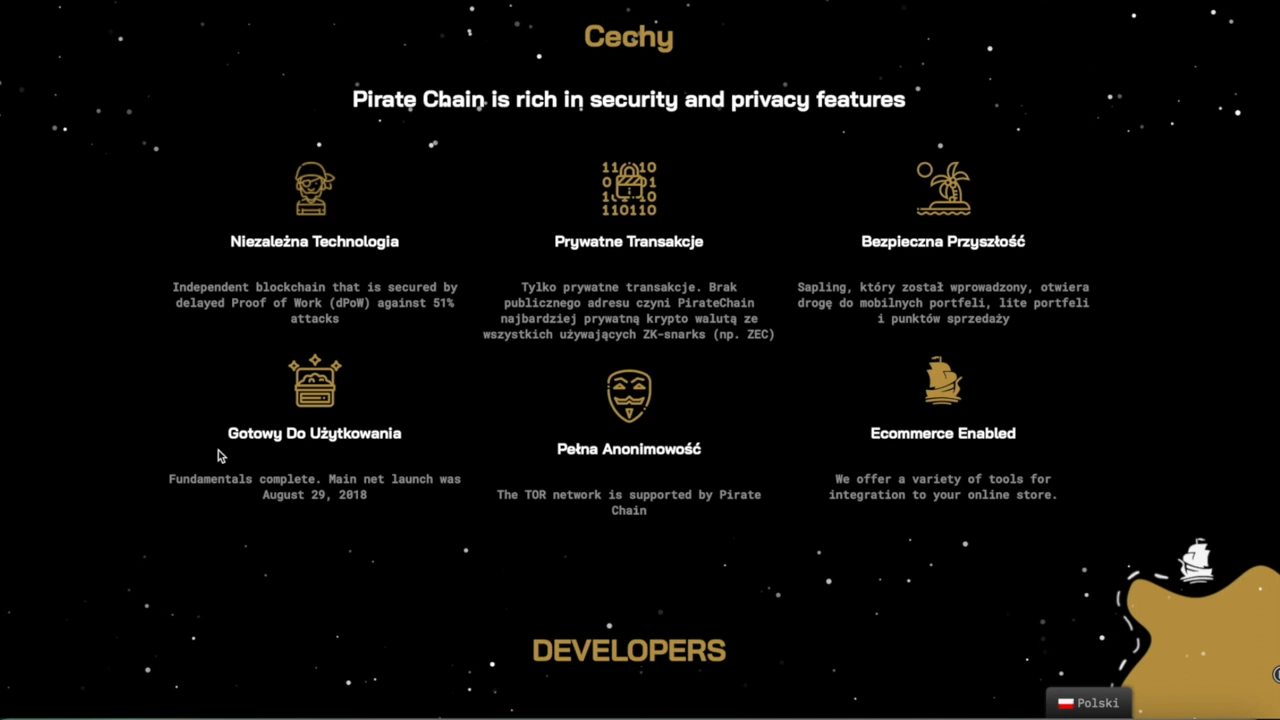 Cechy
Pirate Chain is rich in security and privacy features
Niezależna Technologia
Independent blockchain that is secured by
delayed Proof of Work (dPoW) against 51%
attacks
Prywatne Transakcje
Tylko prywatne transakcje. Brak
publicznego adresu czyni PirateChain
najbardziej prywatną krypto walutą ze
wszystkich używających ZK-snarks (np. ZEC)
Bezpieczna Przyszłość
Sapling, który został wprowadzony, otwiera
drogę do mobilnych portfeli, lite portfeli
i punktów sprzedaży
Gotowy Do Użytkowania
Fundamentals complete. Main net launch was
August 29, 2018
Pełna Anonimowość
The TOR network is supported by Pirate
Chain
Ecommerce Enabled
We offer a variety of tools for
integration to your online store.
DEVELOPERS
Polski